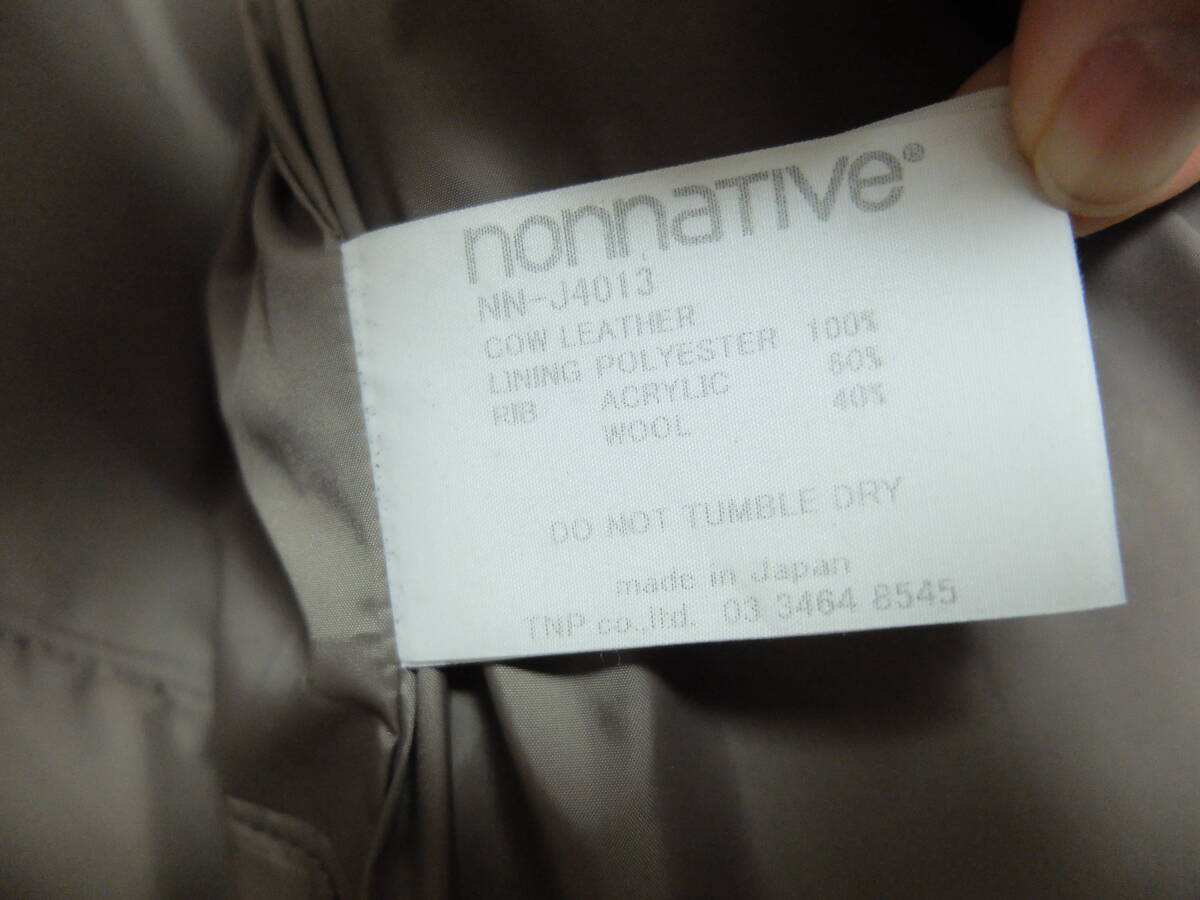 nonnative®
NN-J4013
COW LEATHER
LINING POLYESTER 100%
RIB ACRYLIC 60%
WOOL 40%
DO NOT TUMBLE DRY
made in Japan
TNP co.,ltd. 03 3464 8545